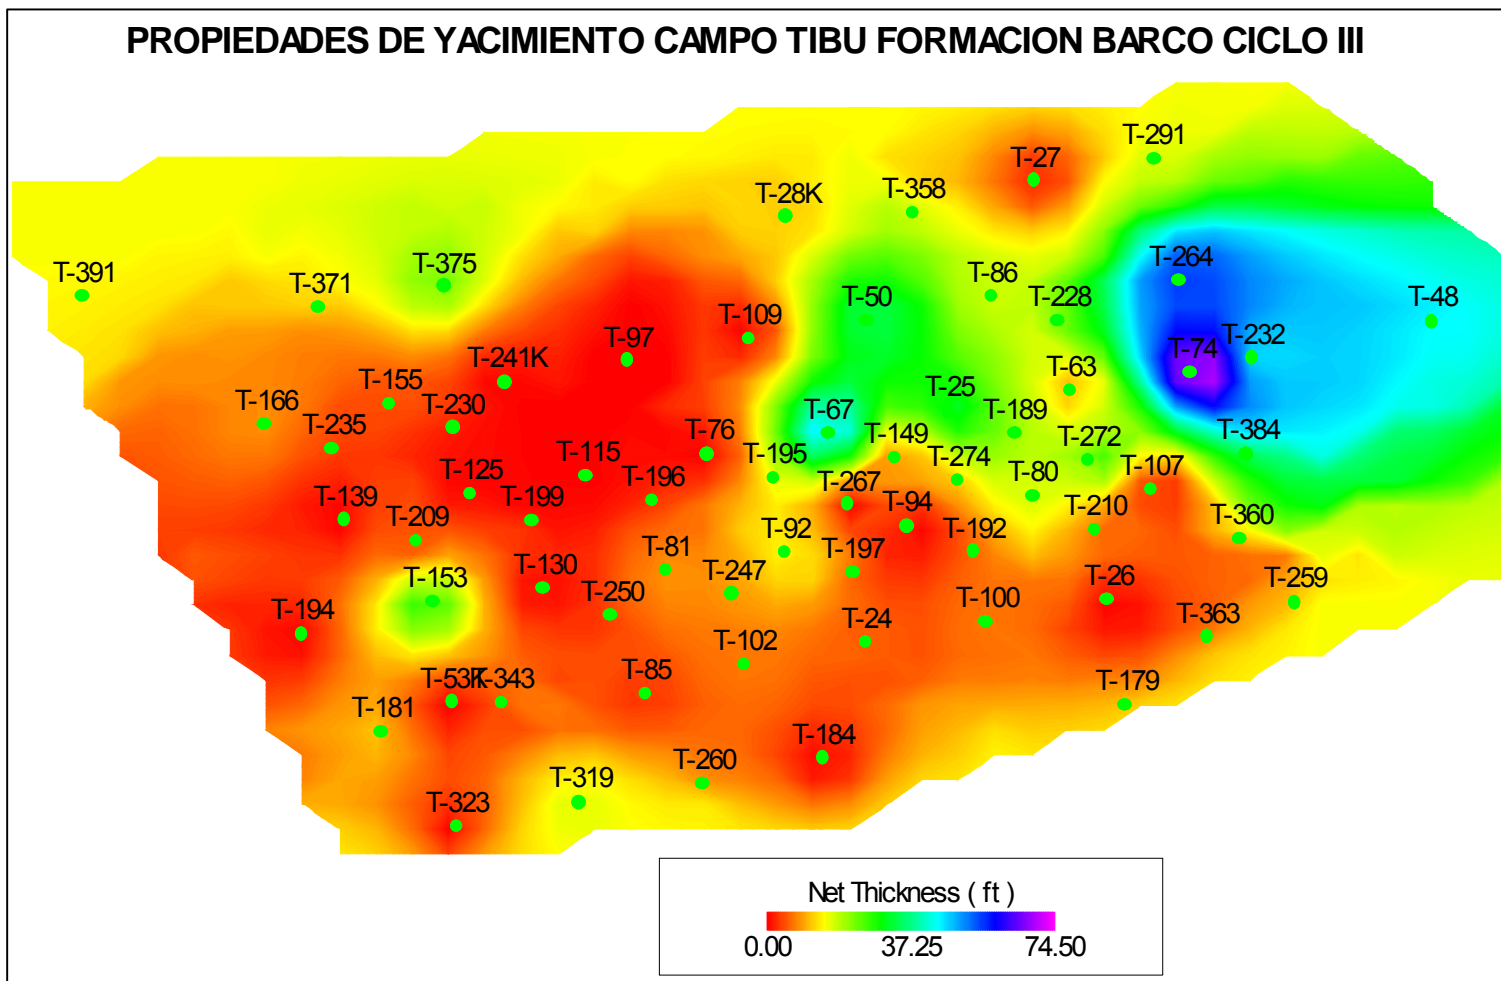 PROPIEDADES DE YACIMIENTO CAMPO TIBU FORMACION BARCO CICLO III
T-291
T-27
T-358
T-28K
T-264
T-391
T-371
T-375
T-86
T-50
T-228
T-48
T-109
T-97
T-232
T-74
T-241K
T-63
T-155
T-25
T-166
T-230
T-67
T-189
T-235
T-76
T-149
T-272
T-384
T-115
T-195
T-274
T-107
T-125
T-196
T-80
T-139
T-199
T-267
T-94
T-210
T-360
T-209
T-92
T-192
T-81
T-197
T-153
T-130
T-247
T-26
T-259
T-194
T-250
T-100
T-363
T-24
T-102
T-53K
T-343
T-85
T-179
T-181
T-184
T-260
T-319
T-323
Net Thickness ( ft )
0.00 37.25 74.50